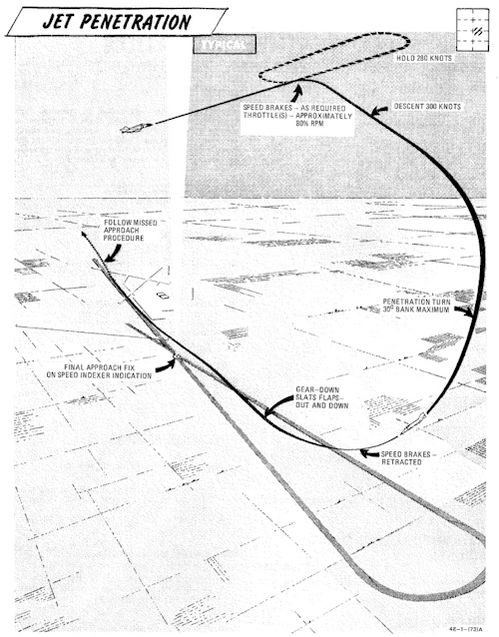 JET PENETRATION
TYPICAL
HOLD 280 KNOTS
SPEED BRAKES – AS REQUIRED
THROTTLE(S) – APPROXIMATELY
80% RPM
DESCENT 300 KNOTS
FOLLOW MISSED
APPROACH
PROCEDURE
PENETRATION TURN
30° BANK MAXIMUM
FINAL APPROACH FIX
ON SPEED INDEXER INDICATION
GEAR–DOWN
SLATS FLAPS–
OUT AND DOWN
SPEED BRAKES–
RETRACTED
4E–1–(73)A